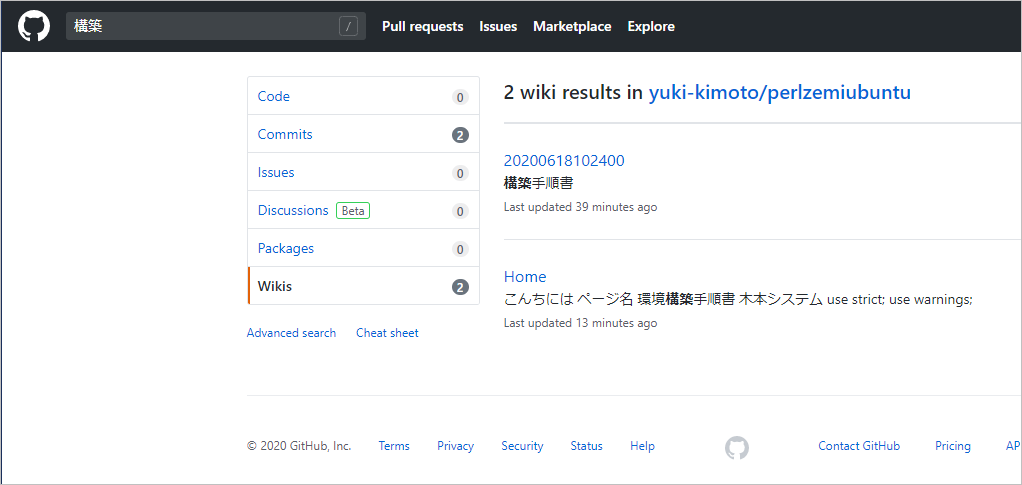 構築 /
Pull requests Issues Marketplace Explore
Code 0
Commits 2
Issues 0
Discussions Beta 0
Packages 0
Wikis 2
Advanced search Cheat sheet
2 wiki results in yuki-kimoto/perlzemiubuntu
20200618102400
構築手順書
Last updated 39 minutes ago
Home
こんちには ページ名 環境構築手順書 木本システム use strict; use warnings;
Last updated 13 minutes ago
© 2020 GitHub, Inc. Terms Privacy Security Status Help Contact GitHub Pricing AP